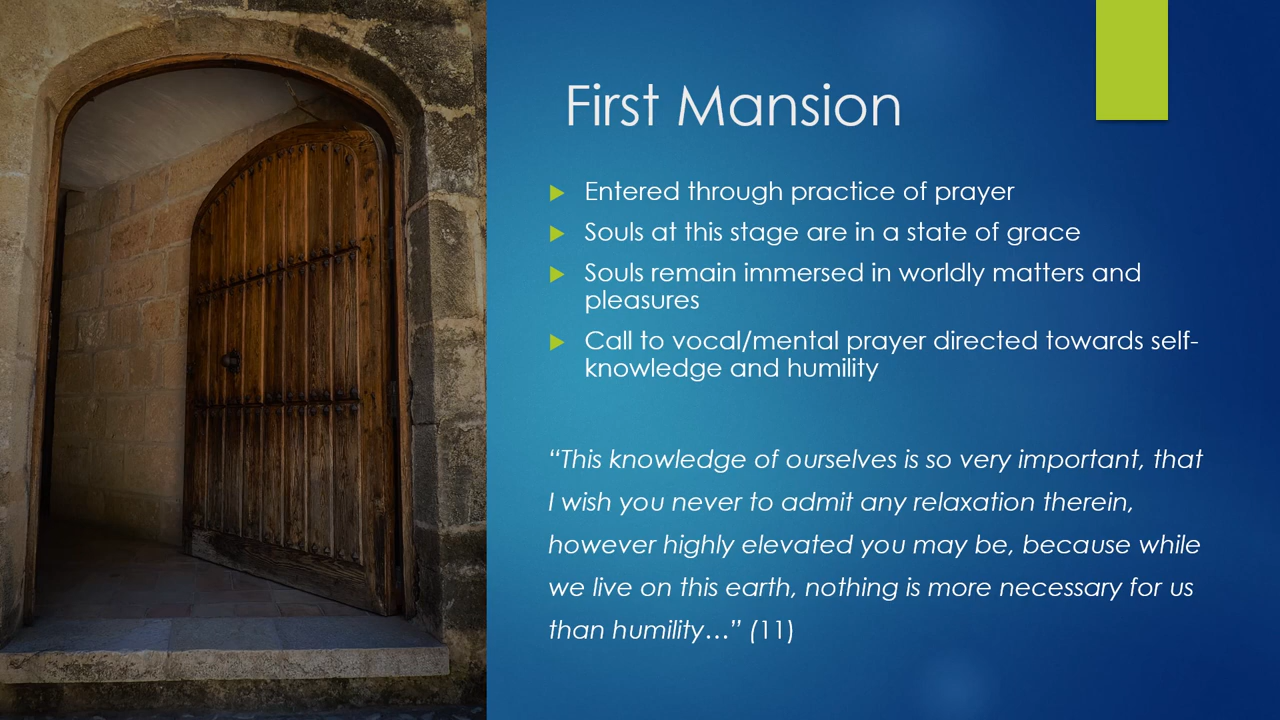 First Mansion
Entered through practice of prayer
Souls at this stage are in a state of grace
Souls remain immersed in worldly matters and
pleasures
Call to vocal/mental prayer directed towards self-
knowledge and humility
“This knowledge of ourselves is so very important, that
I wish you never to admit any relaxation therein,
however highly elevated you may be, because while
we live on this earth, nothing is more necessary for us
than humility…” (11)